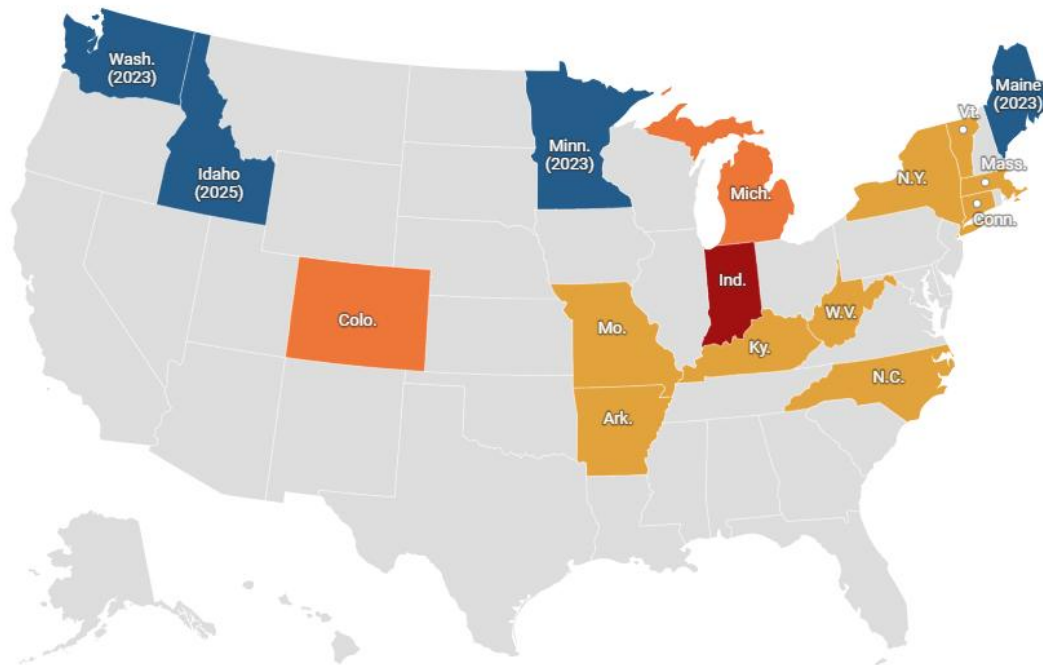 Wash.
(2023)
Idaho
(2025)
Minn.
(2023)
Maine
(2023)
Vt.
Mass.
N.Y.
Conn.
Mich.
Ind.
Colo.
Mo.
Ky.
W.V.
N.C.
Ark.